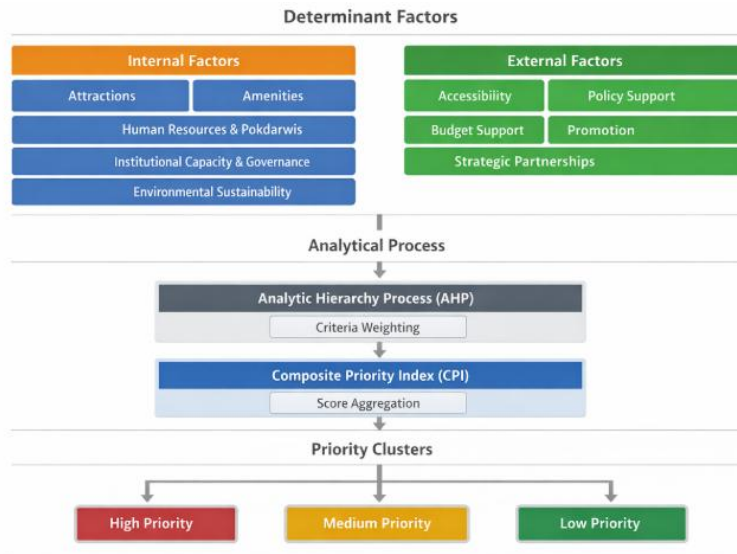 Determinant Factors
Internal Factors
Attractions
Amenities
Human Resources & Pokdarwis
Institutional Capacity & Governance
Environmental Sustainability
External Factors
Accessibility
Policy Support
Budget Support
Promotion
Strategic Partnerships
Analytical Process
Analytic Hierarchy Process (AHP)
Criteria Weighting
Composite Priority Index (CPI)
Score Aggregation
Priority Clusters
High Priority
Medium Priority
Low Priority